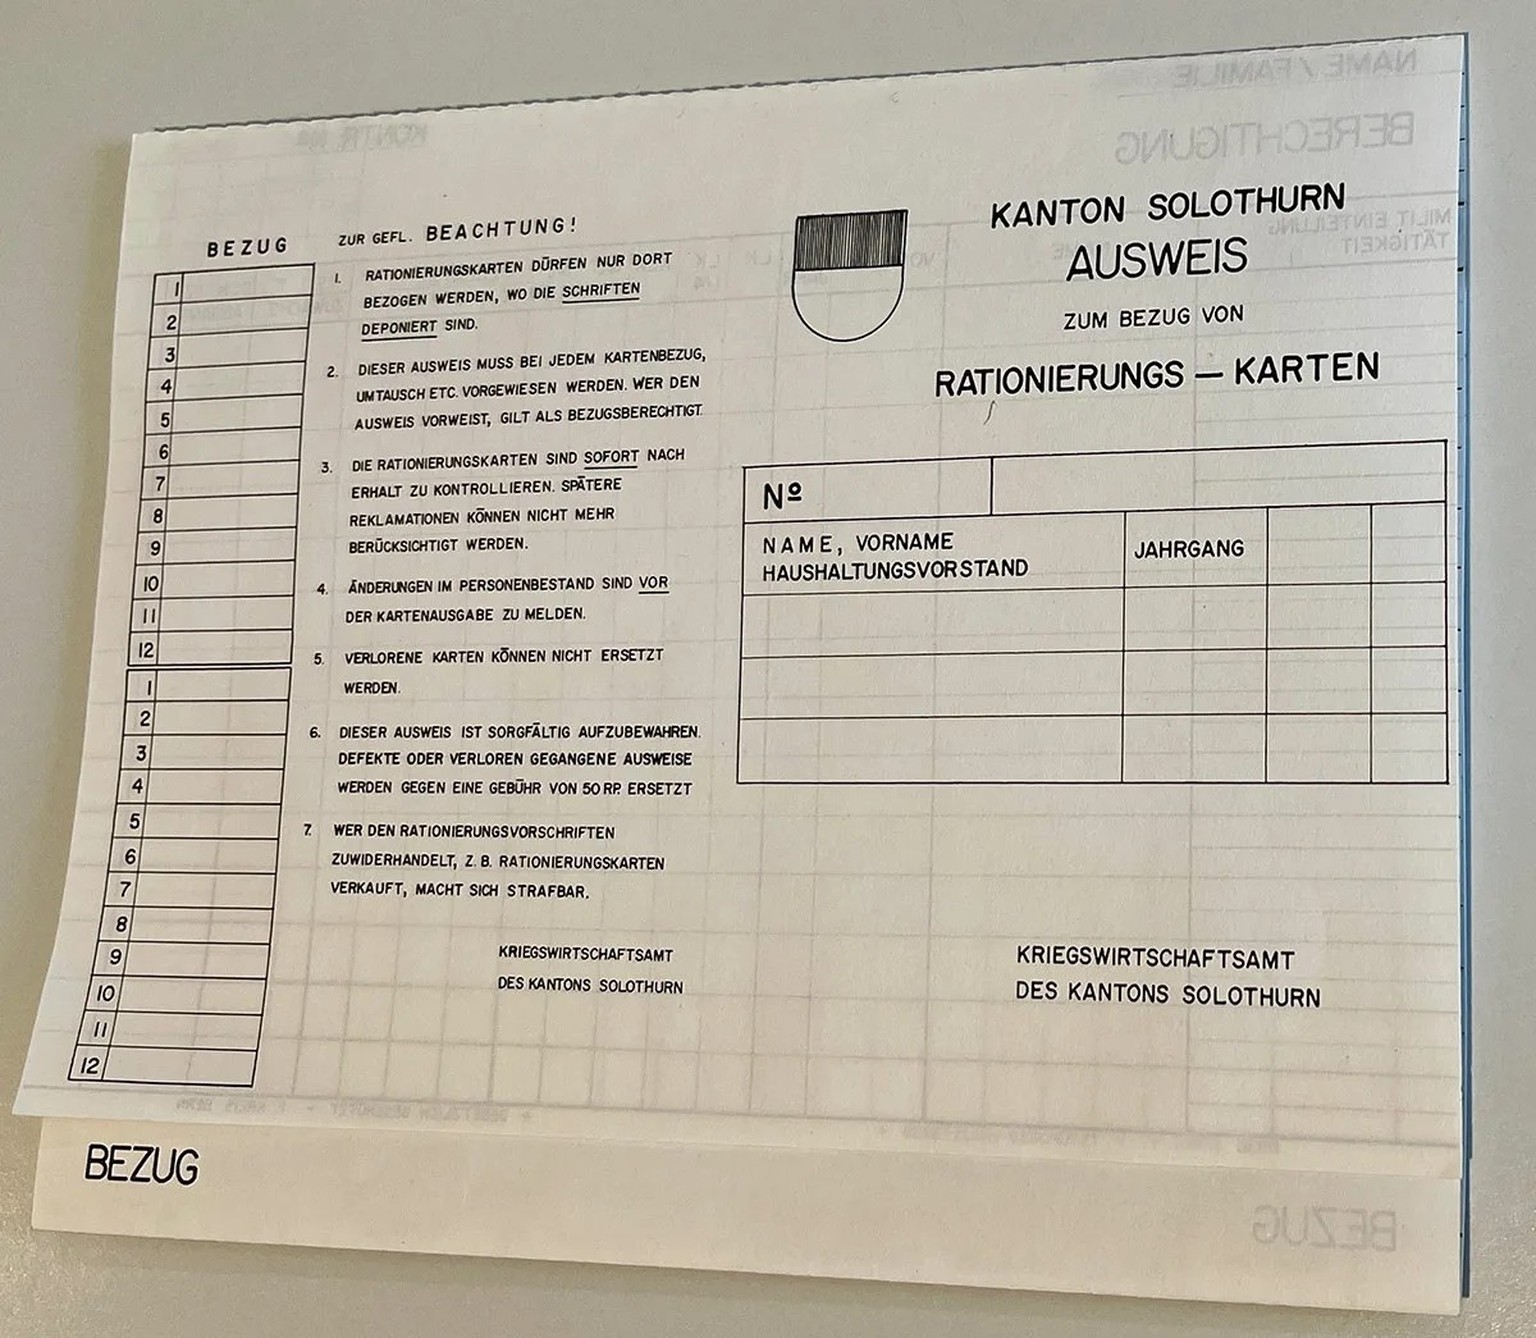 BEZUG
1
2
3
4
5
6
7
8
9
10
11
12
1
2
3
4
5
6
7
8
9
10
11
12
ZUR GEFL. BEACHTUNG!
1. RATIONIERUNGSKARTEN DÜRFEN NUR DORT
BEZOGEN WERDEN, WO DIE SCHRIFTEN
DEPONIERT SIND.
2. DIESER AUSWEIS MUSS BEI JEDEM KARTENBEZUG,
UMTAUSCH ETC. VORGEWIESEN WERDEN. WER DEN
AUSWEIS VORWEIST, GILT ALS BEZUGSBERECHTIGT.
3. DIE RATIONIERUNGSKARTEN SIND SOFORT NACH
ERHALT ZU KONTROLLIEREN. SPÄTERE
REKLAMATIONEN KÖNNEN NICHT MEHR
BERÜCKSICHTIGT WERDEN.
4. ÄNDERUNGEN IM PERSONENBESTAND SIND VOR
DER KARTENAUSGABE ZU MELDEN.
5. VERLORENE KARTEN KÖNNEN NICHT ERSETZT
WERDEN.
6. DIESER AUSWEIS IST SORGFÄLTIG AUFZUBEWAHREN.
DEFEKTE ODER VERLOREN GEGANGENE AUSWEISE
WERDEN GEGEN EINE GEBÜHR VON 50 RP. ERSETZT
7. WER DEN RATIONIERUNGSVORSCHRIFTEN
ZUWIDERHANDELT, Z.B. RATIONIERUNGSKARTEN
VERKAUFT, MACHT SICH STRAFBAR.
KRIEGSWIRTSCHAFTSAMT
DES KANTONS SOLOTHURN
KANTON SOLOTHURN
AUSWEIS
ZUM BEZUG VON
RATIONIERUNGS – KARTEN
Nº
NAME, VORNAME
HAUSHALTUNGSVORSTAND
JAHRGANG
KRIEGSWIRTSCHAFTSAMT
DES KANTONS SOLOTHURN
BEZUG
NAME / FAMILIE
BERECHTIGUNG
MILIT EINTEILUNG
TÄTIGKEIT
BEZUG